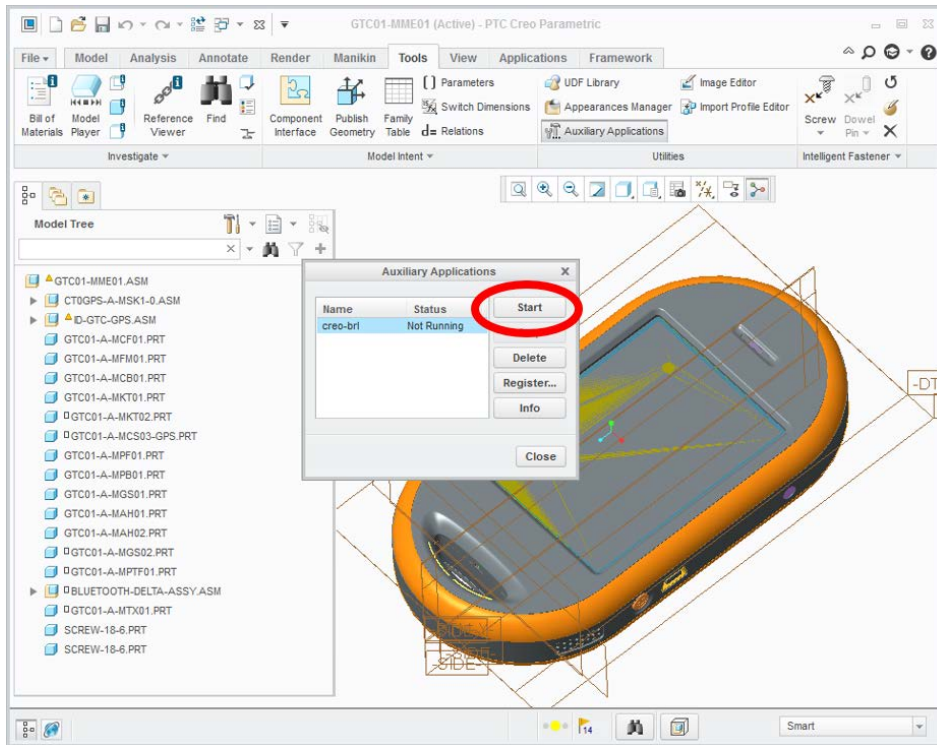 GTC01-MME01 (Active) - PTC Creo Parametric
File Model Analysis Annotate Render Manikin Tools View Applications Framework
Bill of Materials
Model Player
Reference Viewer
Find
Component Interface
Publish Geometry
Family Table
[] Parameters
Switch Dimensions
d= Relations
UDF Library
Appearances Manager
Auxiliary Applications
Image Editor
Import Profile Editor
Screw
Dowel Pin
Investigate
Model Intent
Utilities
Intelligent Fastener
Model Tree
GTC01-MME01.ASM
CT0GPS-A-MSK1-0.ASM
ID-GTC-GPS.ASM
GTC01-A-MCF01.PRT
GTC01-A-MFM01.PRT
GTC01-A-MCB01.PRT
GTC01-A-MKT01.PRT
GTC01-A-MKT02.PRT
GTC01-A-MCS03-GPS.PRT
GTC01-A-MPF01.PRT
GTC01-A-MPB01.PRT
GTC01-A-MGS01.PRT
GTC01-A-MAH01.PRT
GTC01-A-MAH02.PRT
GTC01-A-MGS02.PRT
GTC01-A-MPTF01.PRT
BLUETOOTH-DELTA-ASSY.ASM
GTC01-A-MTX01.PRT
SCREW-18-6.PRT
SCREW-18-6.PRT
Auxiliary Applications x
Name Status
creo-brl Not Running
Start
Delete
Register...
Info
Close
-DT
-SIDE-
14
Smart